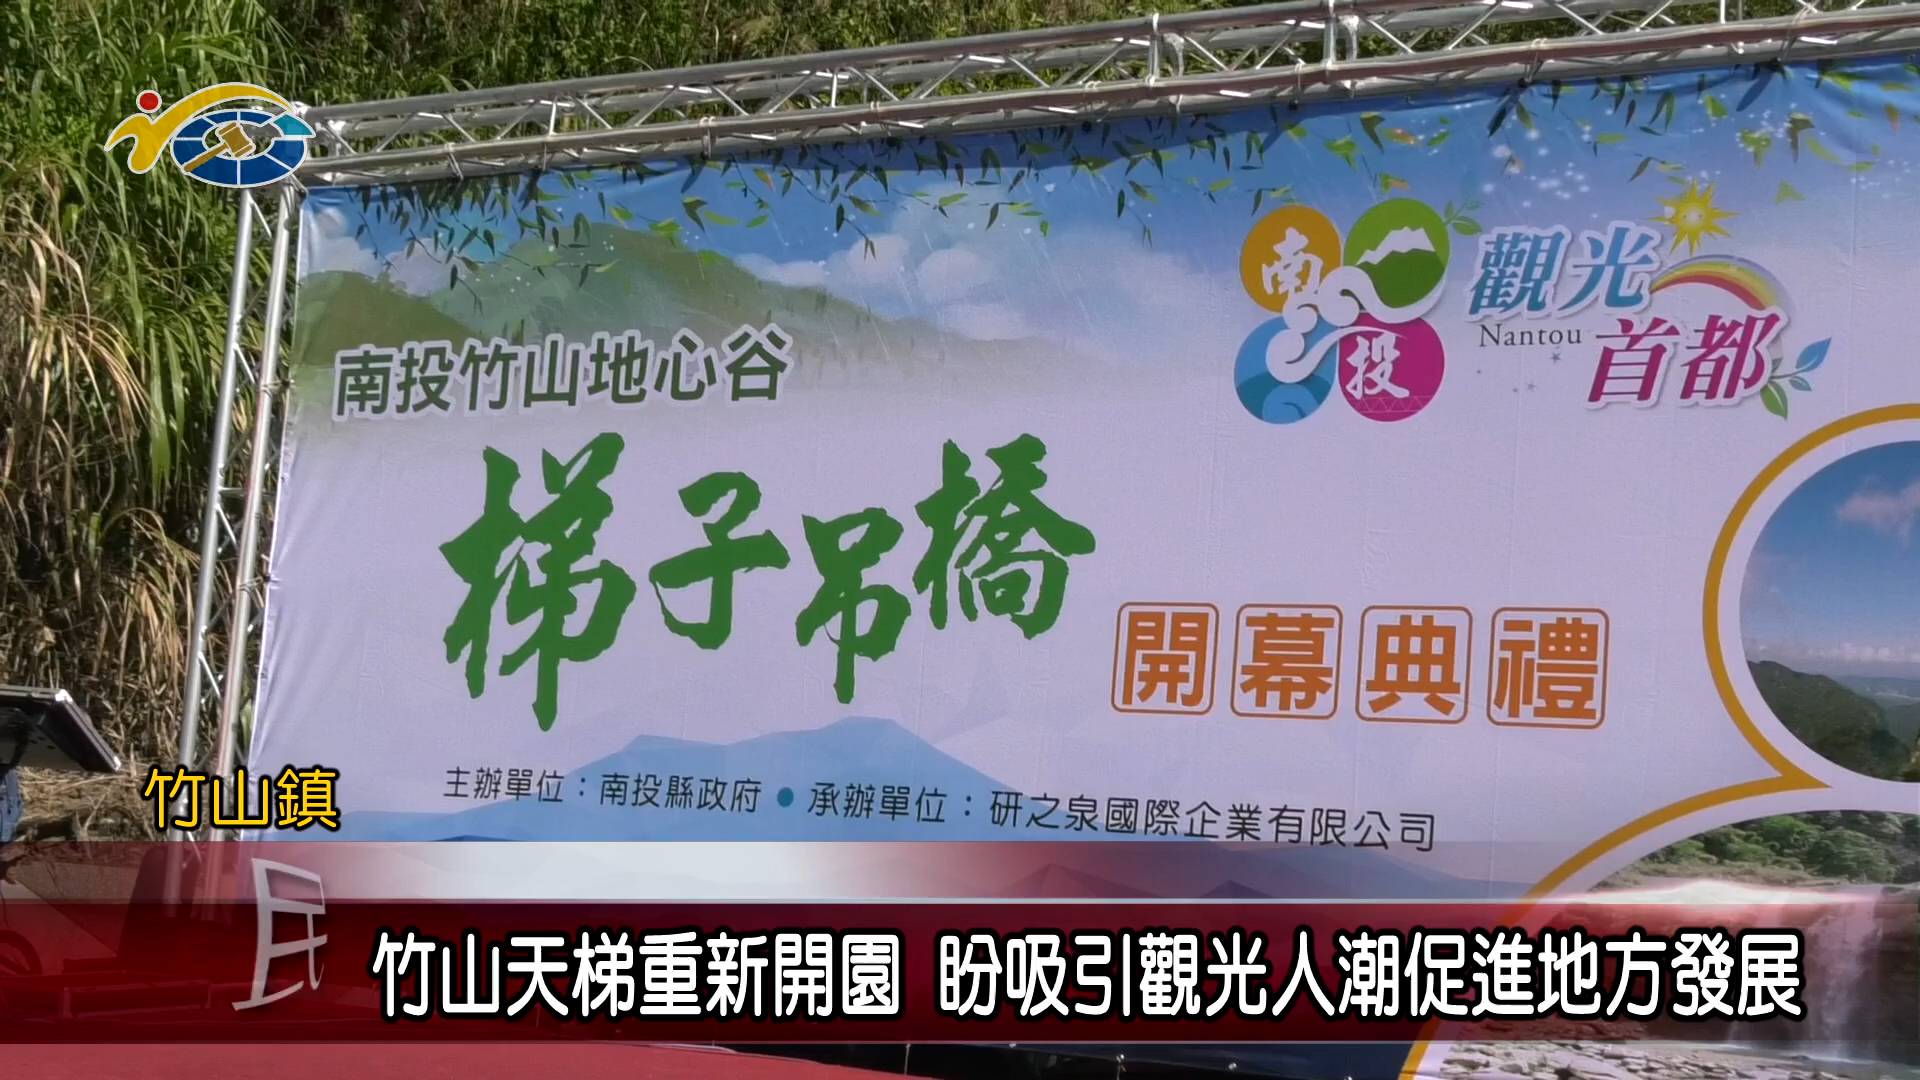 南投
觀光
Nantou
首都
南投竹山地心谷
梯子吊橋
開幕典禮
主辦單位：南投縣政府 ● 承辦單位：研之泉國際企業有限公司
竹山鎮
民
竹山天梯重新開園 盼吸引觀光人潮促進地方發展